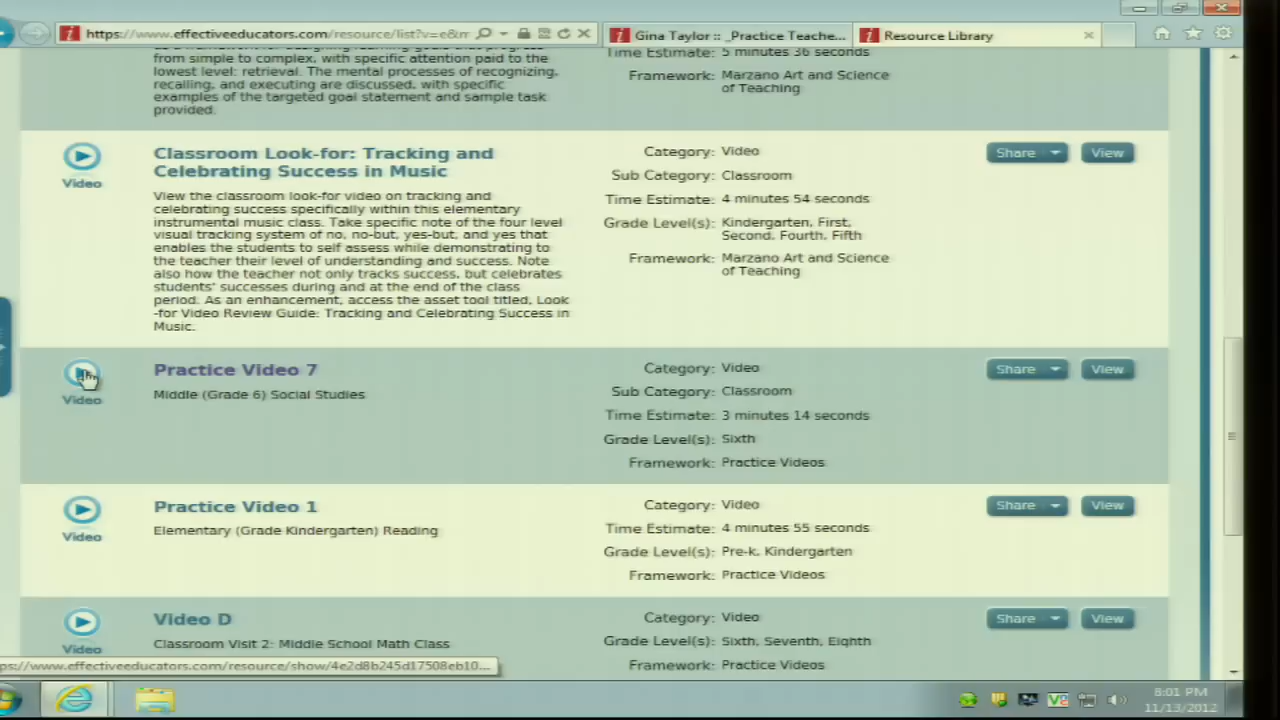 https://www.effectiveeducators.com/resource/list?v=e&m
Gina Taylor :: _Practice Teache...
Resource Library
from simple to complex, with specific attention paid to the
lowest level: retrieval. The mental processes of recognizing,
recalling, and executing are discussed, with specific
examples of the targeted goal statement and sample task
provided.
Time Estimate: 5 minutes 36 seconds
Framework: Marzano Art and Science
of Teaching
Video
Classroom Look-for: Tracking and
Celebrating Success in Music
View the classroom look-for video on tracking and
celebrating success specifically within this elementary
instrumental music class. Take specific note of the four level
visual tracking system of no, no-but, yes-but, and yes that
enables the students to self assess while demonstrating to
the teacher their level of understanding and success. Note
also how the teacher not only tracks success, but celebrates
students' successes during and at the end of the class
period. As an enhancement, access the asset tool titled, Look
-for Video Review Guide: Tracking and Celebrating Success in
Music.
Category: Video
Sub Category: Classroom
Time Estimate: 4 minutes 54 seconds
Grade Level(s): Kindergarten, First,
Second, Fourth, Fifth
Framework: Marzano Art and Science
of Teaching
Share View
Video
Practice Video 7
Middle (Grade 6) Social Studies
Category: Video
Sub Category: Classroom
Time Estimate: 3 minutes 14 seconds
Grade Level(s): Sixth
Framework: Practice Videos
Share View
Video
Practice Video 1
Elementary (Grade Kindergarten) Reading
Category: Video
Time Estimate: 4 minutes 55 seconds
Grade Level(s): Pre-k, Kindergarten
Framework: Practice Videos
Share View
Video
Video D
Classroom Visit 2: Middle School Math Class
Category: Video
Grade Level(s): Sixth, Seventh, Eighth
Framework: Practice Videos
Share View
ps://www.effectiveeducators.com/resource/show/4e2d8b245d17508eb10...
8:01 PM
11/13/2012